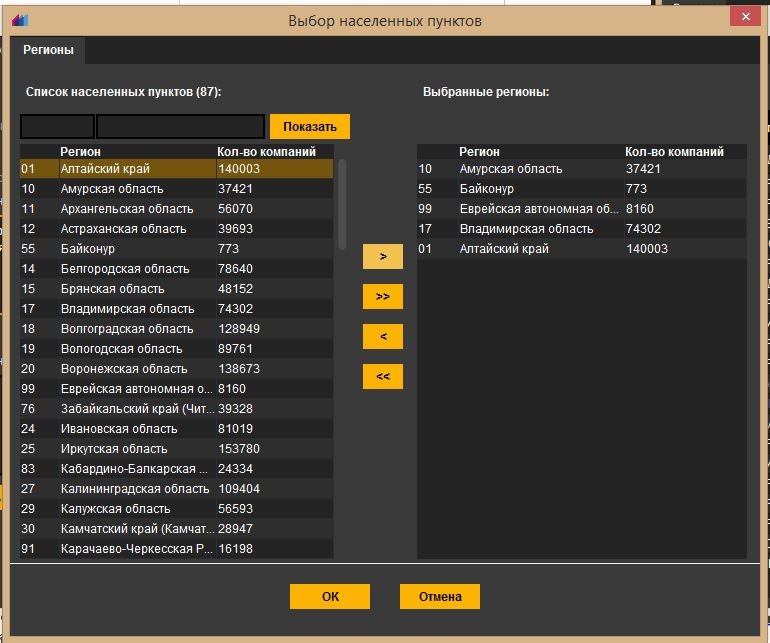 Выбор населенных пунктов
Регионы
Список населенных пунктов (87):
Показать
Регион Кол-во компаний
01 Алтайский край 140003
10 Амурская область 37421
11 Архангельская область 56070
12 Астраханская область 39693
55 Байконур 773
14 Белгородская область 78640
15 Брянская область 48152
17 Владимирская область 74302
18 Волгоградская область 128949
19 Вологодская область 89761
20 Воронежская область 138673
99 Еврейская автономная о... 8160
76 Забайкальский край (Чит... 39328
24 Ивановская область 81019
25 Иркутская область 153780
83 Кабардино-Балкарская ... 24334
27 Калининградская область 109404
29 Калужская область 56593
30 Камчатский край (Камчат... 28947
91 Карачаево-Черкесская Р... 16198
>
>>
<
<<
Выбранные регионы:
Регион Кол-во компаний
10 Амурская область 37421
55 Байконур 773
99 Еврейская автономная об... 8160
17 Владимирская область 74302
01 Алтайский край 140003
OK
Отмена